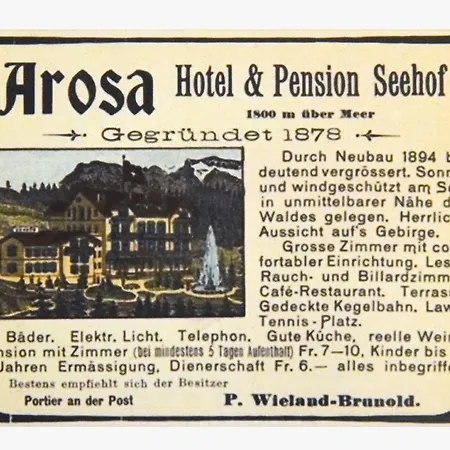 Arosa Hotel & Pension Seehof
1800 m über Meer
Gegründet 1878
Durch Neubau 1894 b
deutend vergrössert. Sonn
und windgeschützt am Se
in unmittelbarer Nähe d
Waldes gelegen. Herrlic
Aussicht auf's Gebirge.
Grosse Zimmer mit co
fortabler Einrichtung. Les
Rauch- und Billardzimm
Café-Restaurant. Terrass
Gedeckte Kegelbahn. Law
Tennis-Platz.
Bäder. Elektr. Licht. Telephon. Gute Küche, reelle Wein
nsion mit Zimmer (bei mindestens 5 Tagen Aufenthalt) Fr. 7—10, Kinder bis
Jahren Ermässigung, Dienerschaft Fr. 6.— alles inbegriffe
Bestens empfiehlt sich der Besitzer
Portier an der Post P. Wieland-Brunold.